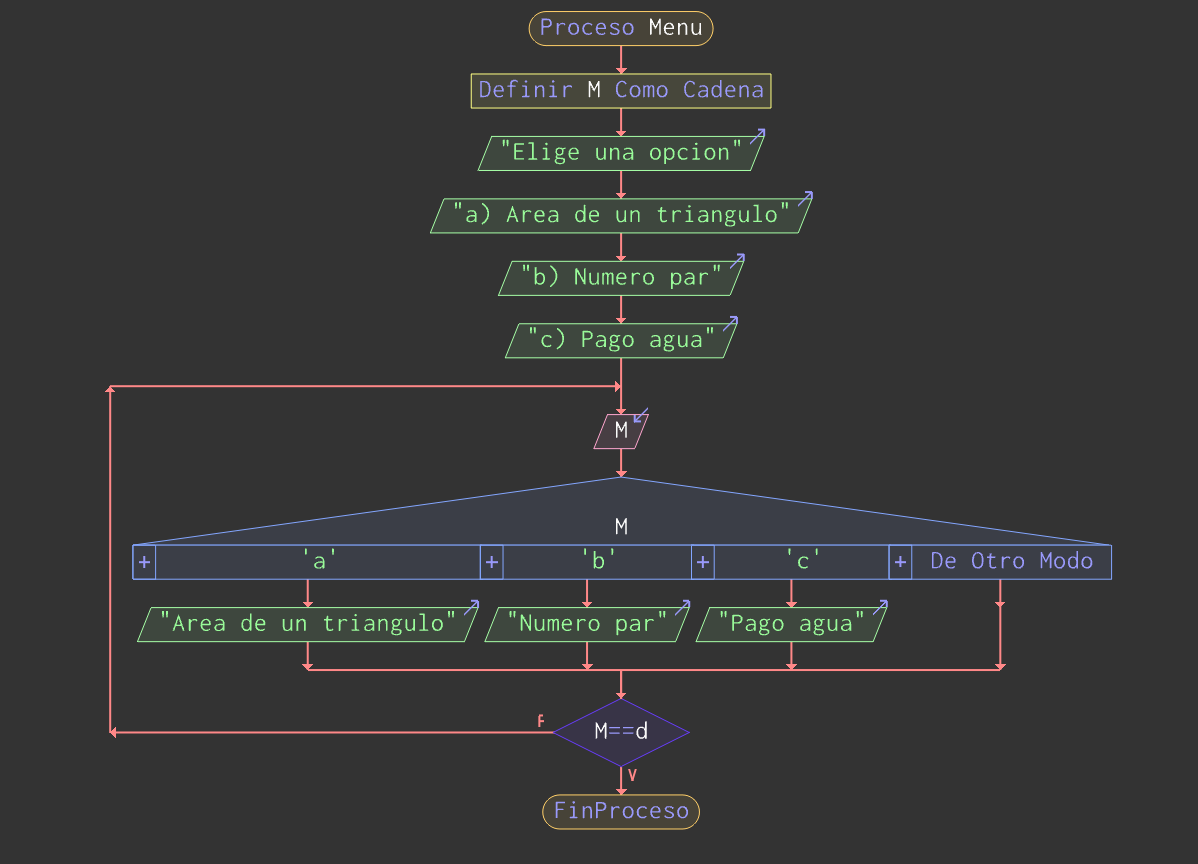 Proceso Menu
Definir M Como Cadena
"Elige una opcion"
"a) Area de un triangulo"
"b) Numero par"
"c) Pago agua"
M
M
+ 'a' + 'b' + 'c' + De Otro Modo
"Area de un triangulo" "Numero par" "Pago agua"
F
M==d
V
FinProceso